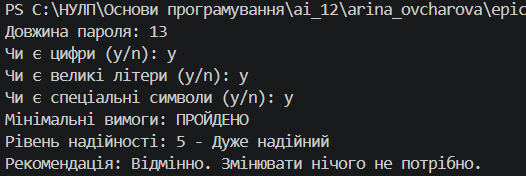 PS C:\НУЛП\Основи програмування\ai_12\arina_ovcharova\epic
Довжина пароля: 13
Чи є цифри (y/n): y
Чи є великі літери (y/n): y
Чи є спеціальні символи (y/n): y
Мінімальні вимоги: ПРОЙДЕНО
Рівень надійності: 5 - Дуже надійний
Рекомендація: Відмінно. Змінювати нічого не потрібно.